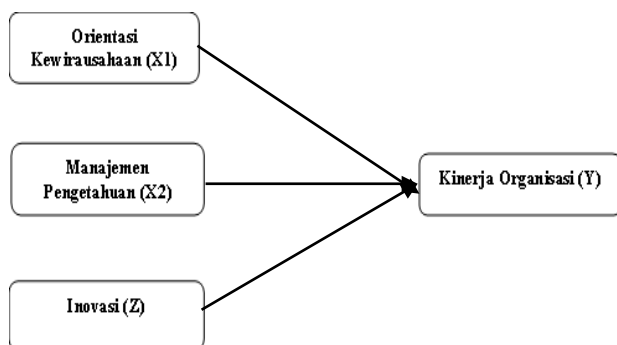 Orientasi
Kewirausahaan (X1)
Manajemen
Pengetahuan (X2)
Kinerja Organisasi (Y)
Inovasi (Z)